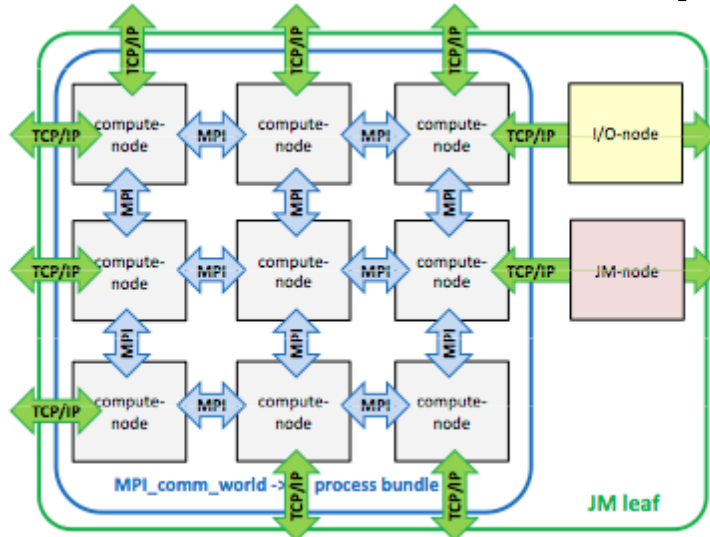 TCP/IP
TCP/IP
TCP/IP
TCP/IP
compute-
node
MPI
compute-
node
MPI
compute-
node
TCP/IP
I/O-node
MPI
MPI
MPI
TCP/IP
compute-
node
MPI
compute-
node
MPI
compute-
node
TCP/IP
JM-node
MPI
MPI
MPI
TCP/IP
compute-
node
MPI
compute-
node
MPI
compute-
node
MPI_comm_world -> process bundle
TCP/IP
TCP/IP
JM leaf